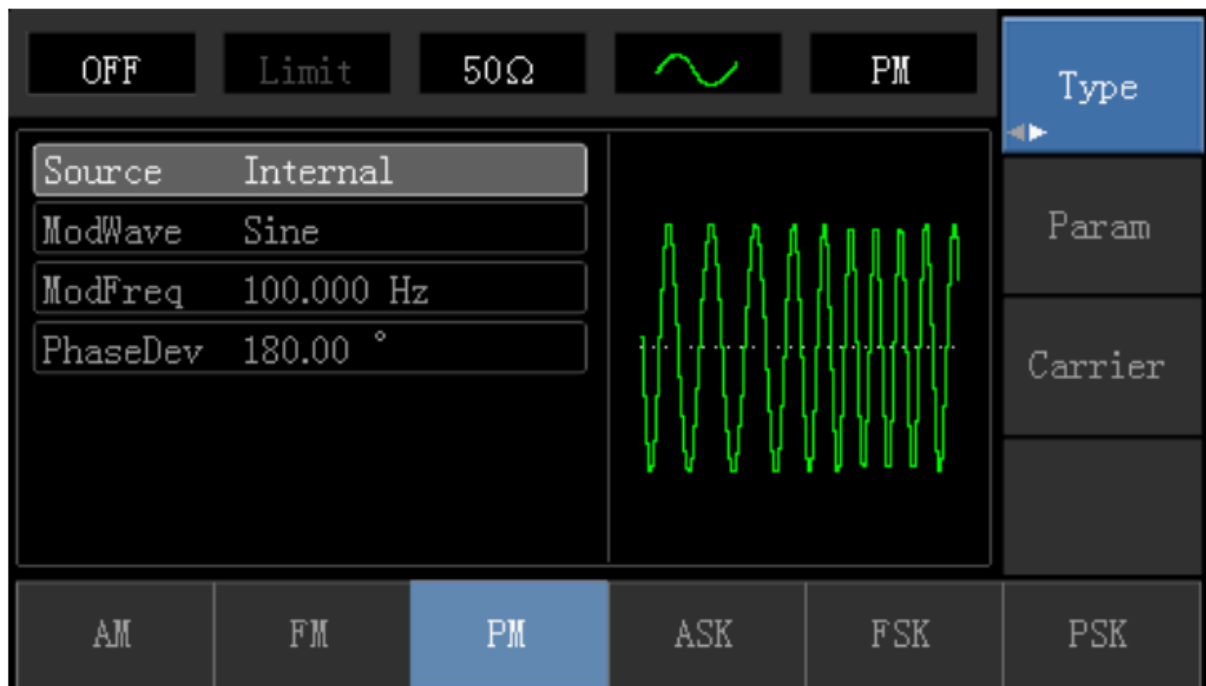 OFF Limit 50Ω PM
Type
Source Internal
ModWave Sine
ModFreq 100.000 Hz
PhaseDev 180.00 °
Param
Carrier
AM FM PM ASK FSK PSK